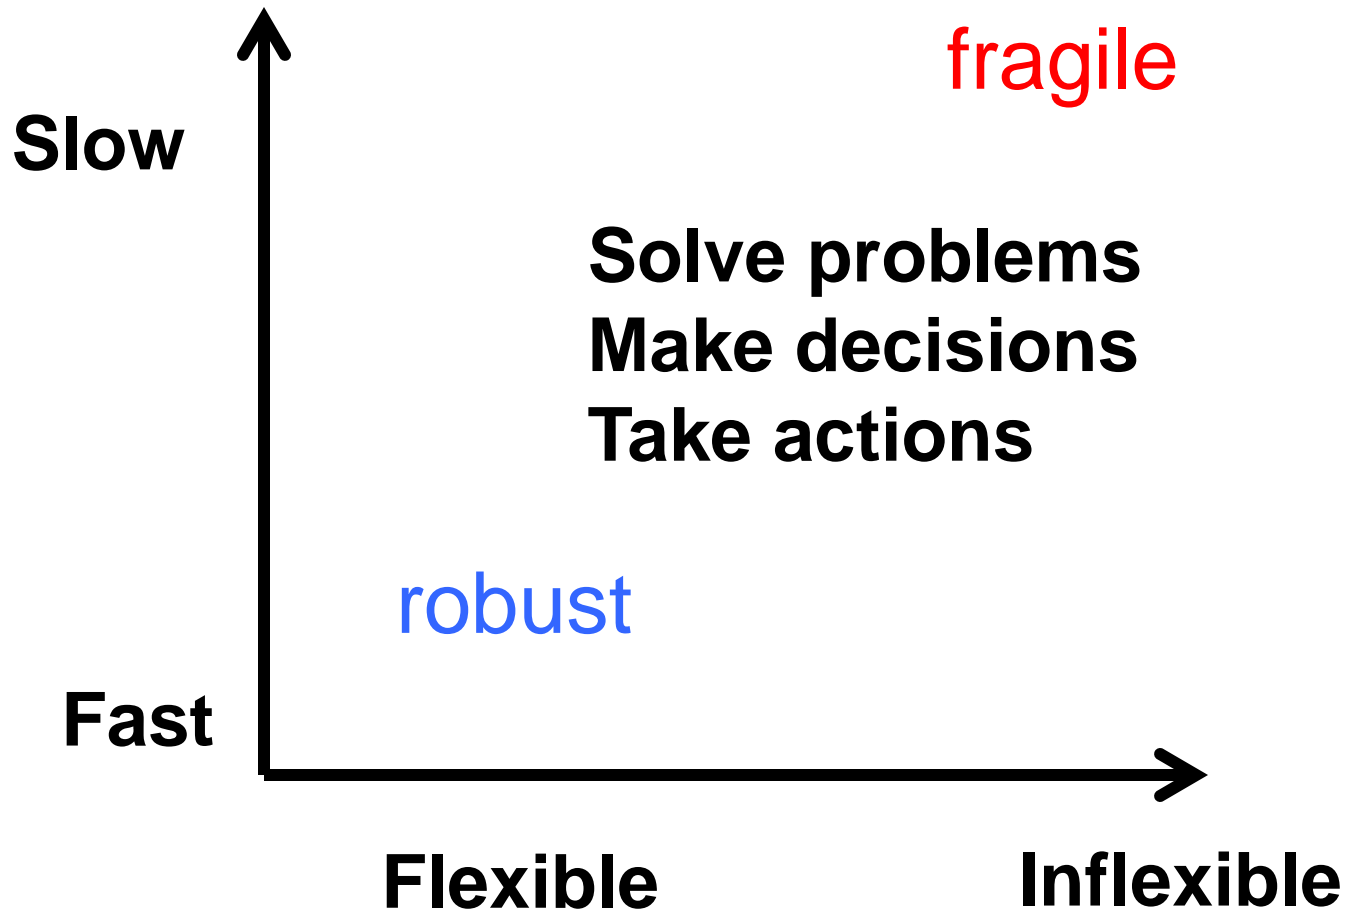 fragile
Slow
Solve problems
Make decisions
Take actions
robust
Fast
Flexible
Inflexible